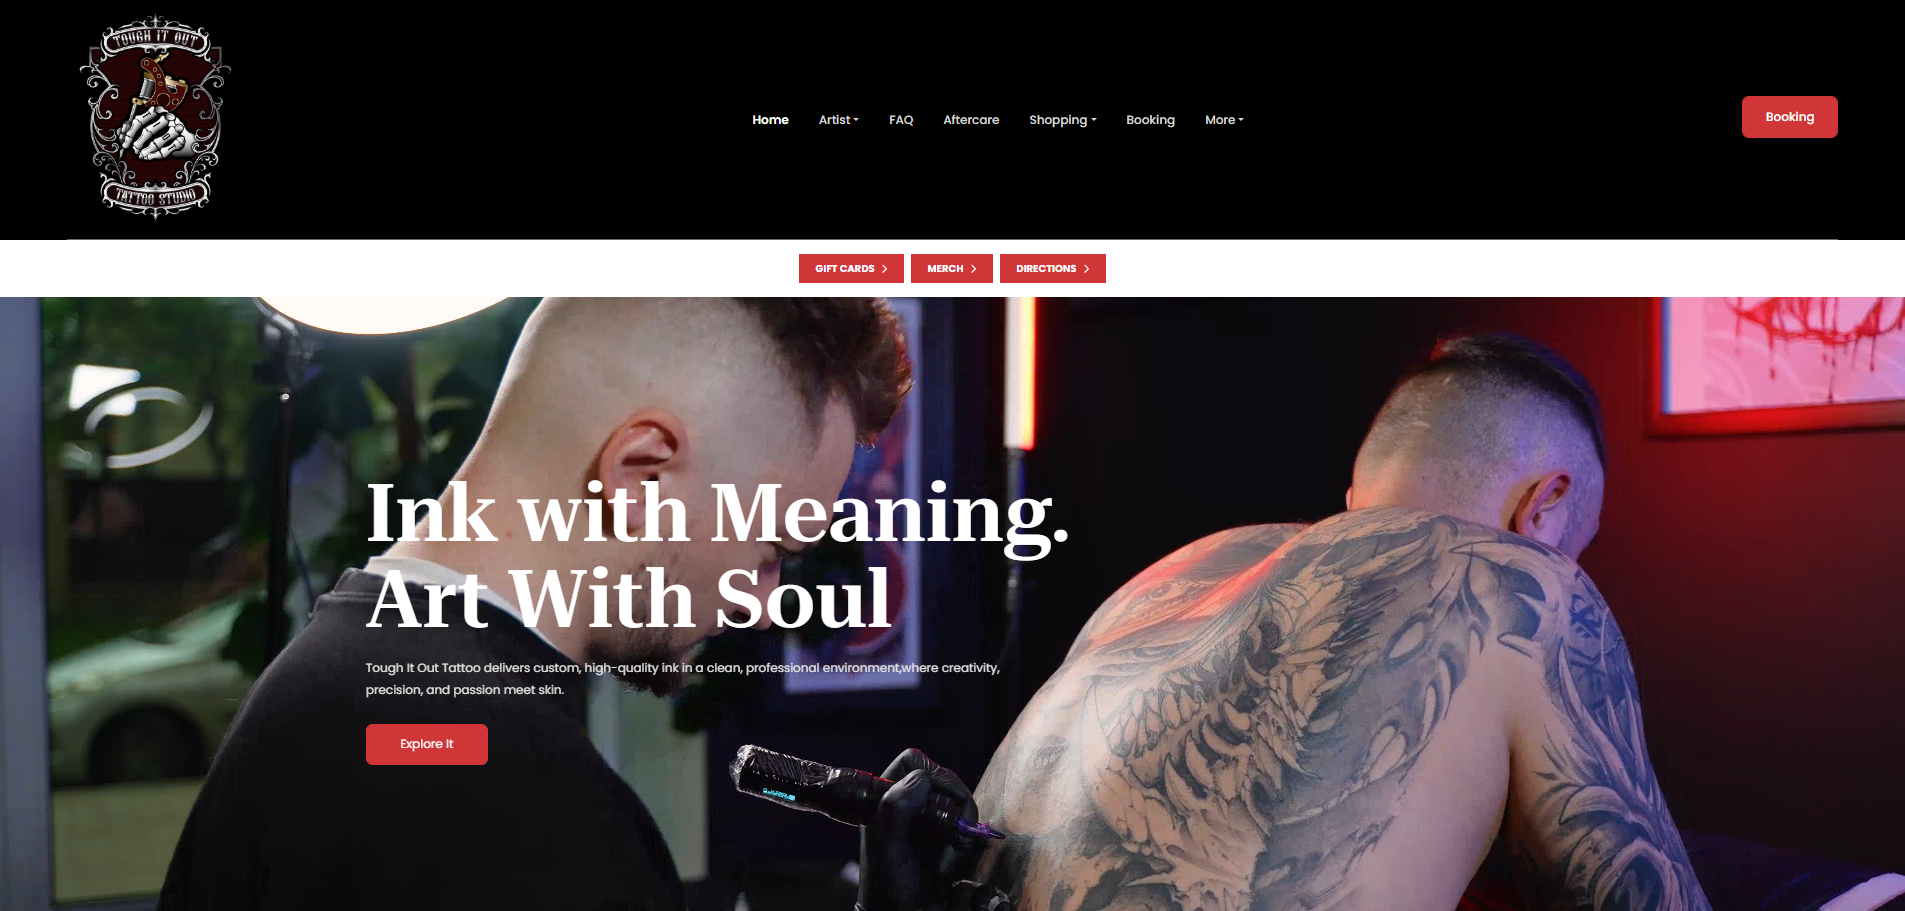 TOUGH IT OUT
TATTOO STUDIO
Home
Artist
FAQ
Aftercare
Shopping
Booking
More
Booking
GIFT CARDS
MERCH
DIRECTIONS
Ink with Meaning.
Art With Soul
Tough It Out Tattoo delivers custom, high-quality ink in a clean, professional environment,where creativity,
precision, and passion meet skin.
Explore It